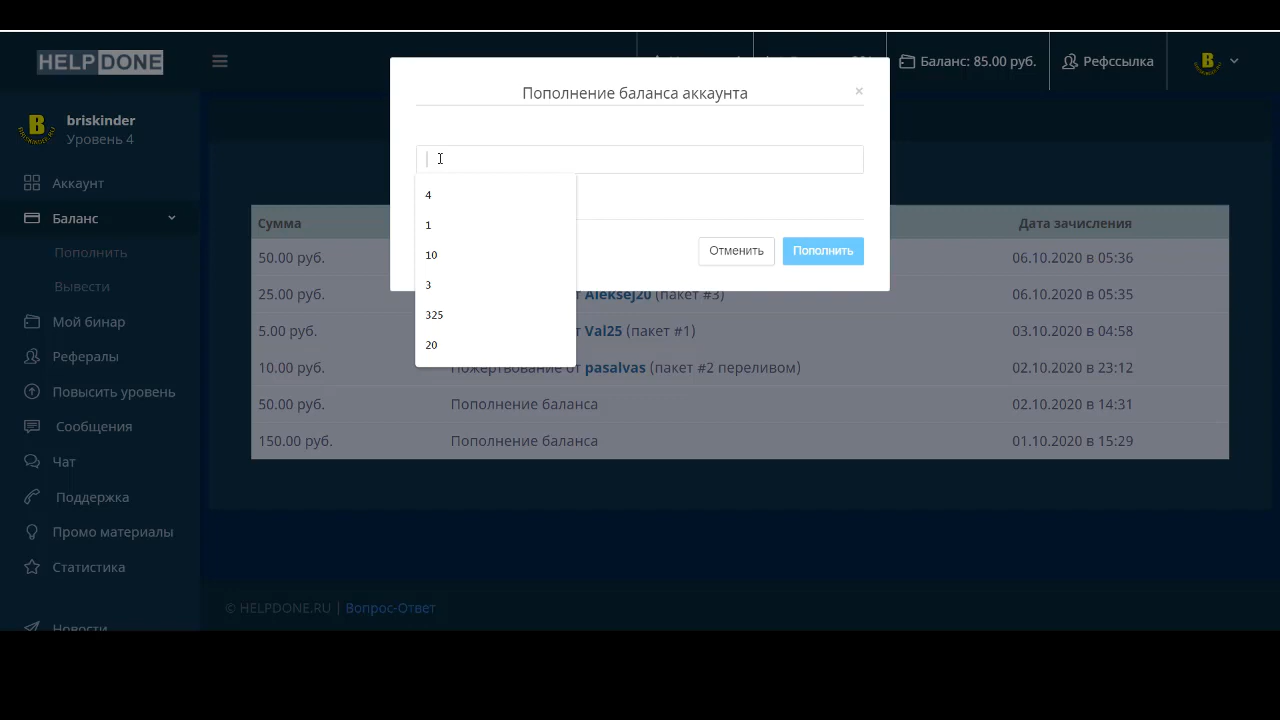 HELP DONE
Баланс: 85.00 руб.
Рефссылка
B
B
briskinder
Уровень 4
Аккаунт
Баланс
Пополнить
Вывести
Мой бинар
Рефералы
Повысить уровень
Сообщения
Чат
Поддержка
Промо материалы
Статистика
Новости
Пополнение баланса аккаунта
×
4
1
10
3
325
20
Отменить
Пополнить
Сумма
Дата зачисления
50.00 руб.
06.10.2020 в 05:36
25.00 руб.
Aleksej20 (пакет #3)
06.10.2020 в 05:35
5.00 руб.
Val25 (пакет #1)
03.10.2020 в 04:58
10.00 руб.
Пожертвование от pasalvas (пакет #2 переливом)
02.10.2020 в 23:12
50.00 руб.
Пополнение баланса
02.10.2020 в 14:31
150.00 руб.
Пополнение баланса
01.10.2020 в 15:29
© HELPDONE.RU | Вопрос-Ответ